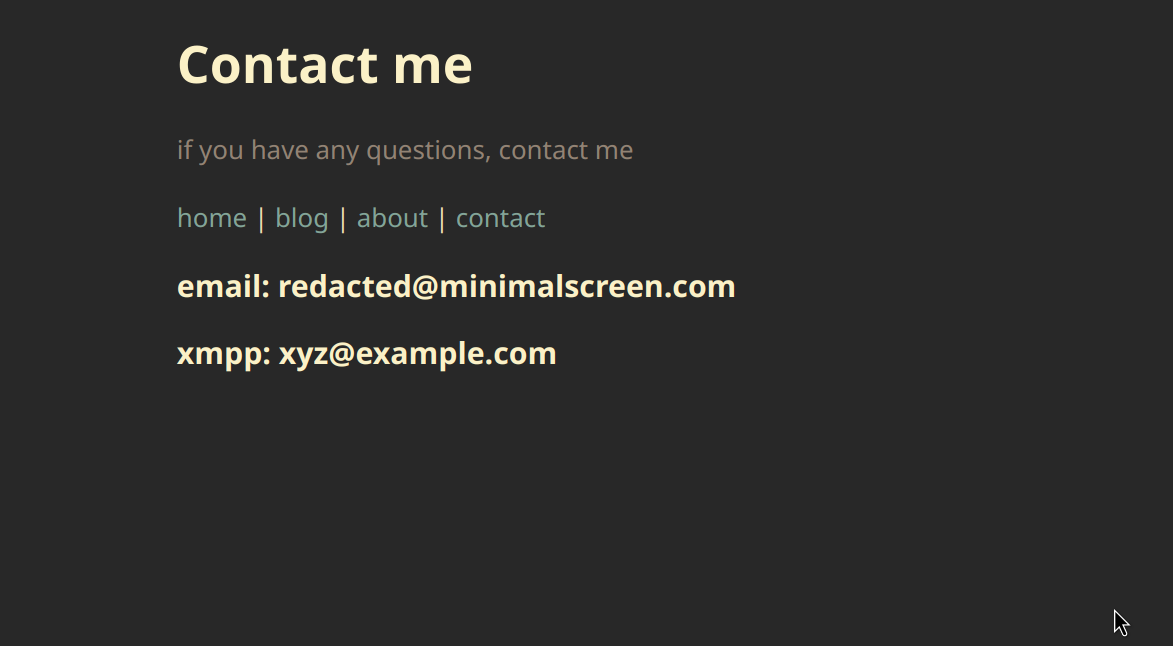 Contact me
if you have any questions, contact me
home | blog | about | contact
email: redacted@minimalscreen.com
xmpp: xyz@example.com